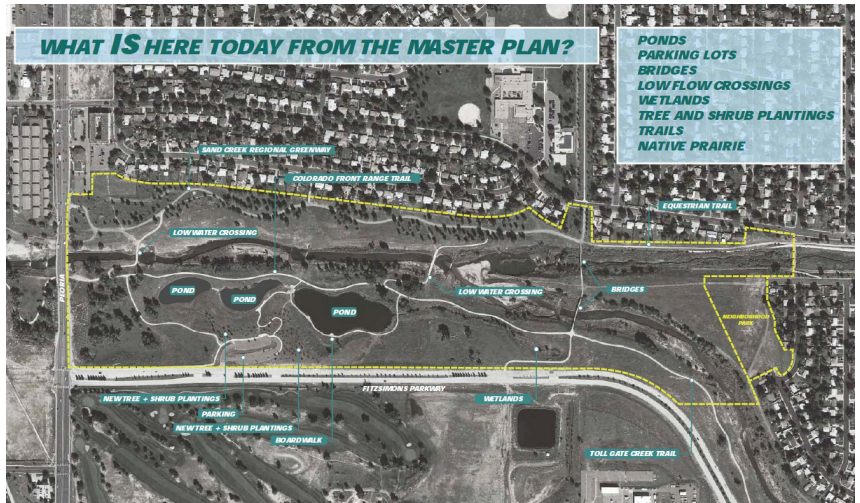 WHAT IS HERE TODAY FROM THE MASTER PLAN?
PONDS
PARKING LOTS
BRIDGES
LOW FLOW CROSSINGS
WETLANDS
TREE AND SHRUB PLANTINGS
TRAILS
NATIVE PRAIRIE
SAND CREEK REGIONAL GREENWAY
COLORADO FRONT RANGE TRAIL
EQUESTRIAN TRAIL
LOW WATER CROSSING
PEORIA
POND
POND
POND
LOW WATER CROSSING
BRIDGES
NEIGHBORHOOD
PARK
FITZSIMONS PARKWAY
NEW TREE + SHRUB PLANTINGS
PARKING
NEW TREE + SHRUB PLANTINGS
BOARDWALK
WETLANDS
TOLL GATE CREEK TRAIL